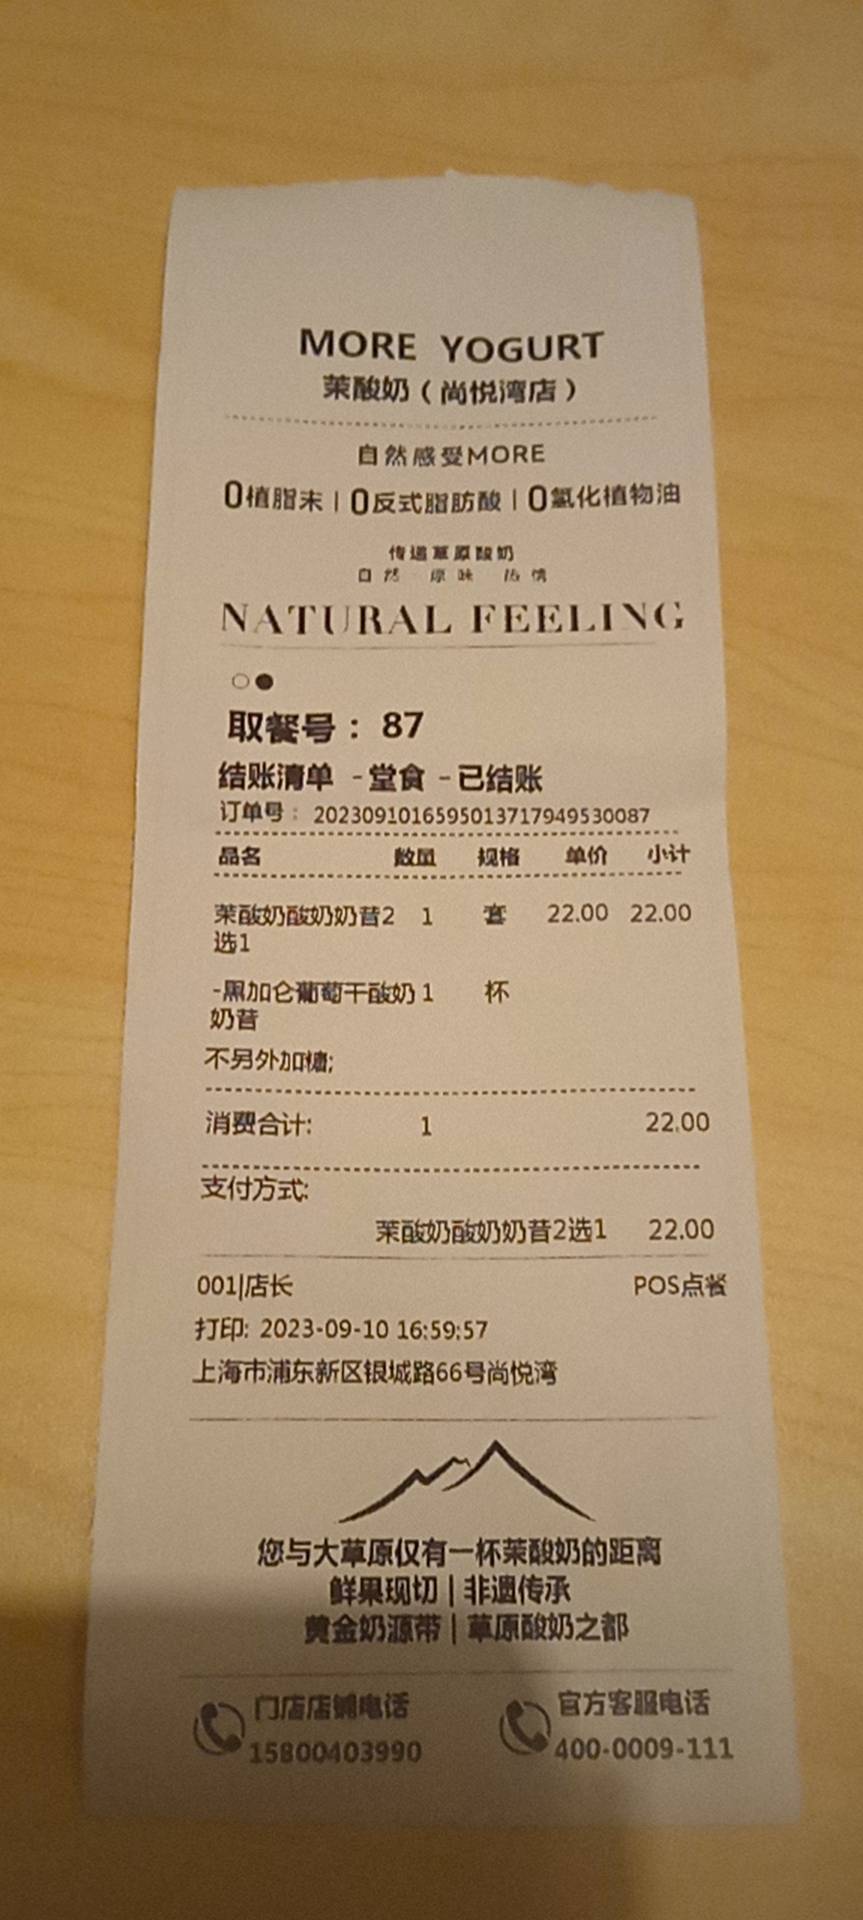 MORE YOGURT
茉酸奶（尚悦湾店）
自然感受MORE
0植脂末 | 0反式脂肪酸 | 0氢化植物油
传递草原酸奶
自然 原味 热情
NATURAL FEELING
取餐号：87
结账清单 -堂食 -已结账
订单号：2023091016595013717949530087
品名 数量 规格 单价 小计
茉酸奶酸奶奶昔2 1 套 22.00 22.00
选1
-黑加仑葡萄干酸奶 1 杯
奶昔
不另外加糖;
消费合计: 1 22.00
支付方式:
茉酸奶酸奶奶昔2选1 22.00
001|店长 POS点餐
打印: 2023-09-10 16:59:57
上海市浦东新区银城路66号尚悦湾
您与大草原仅有一杯茉酸奶的距离
鲜果现切 | 非遗传承
黄金奶源带 | 草原酸奶之都
门店店铺电话 官方客服电话
15800403990 400-0009-111